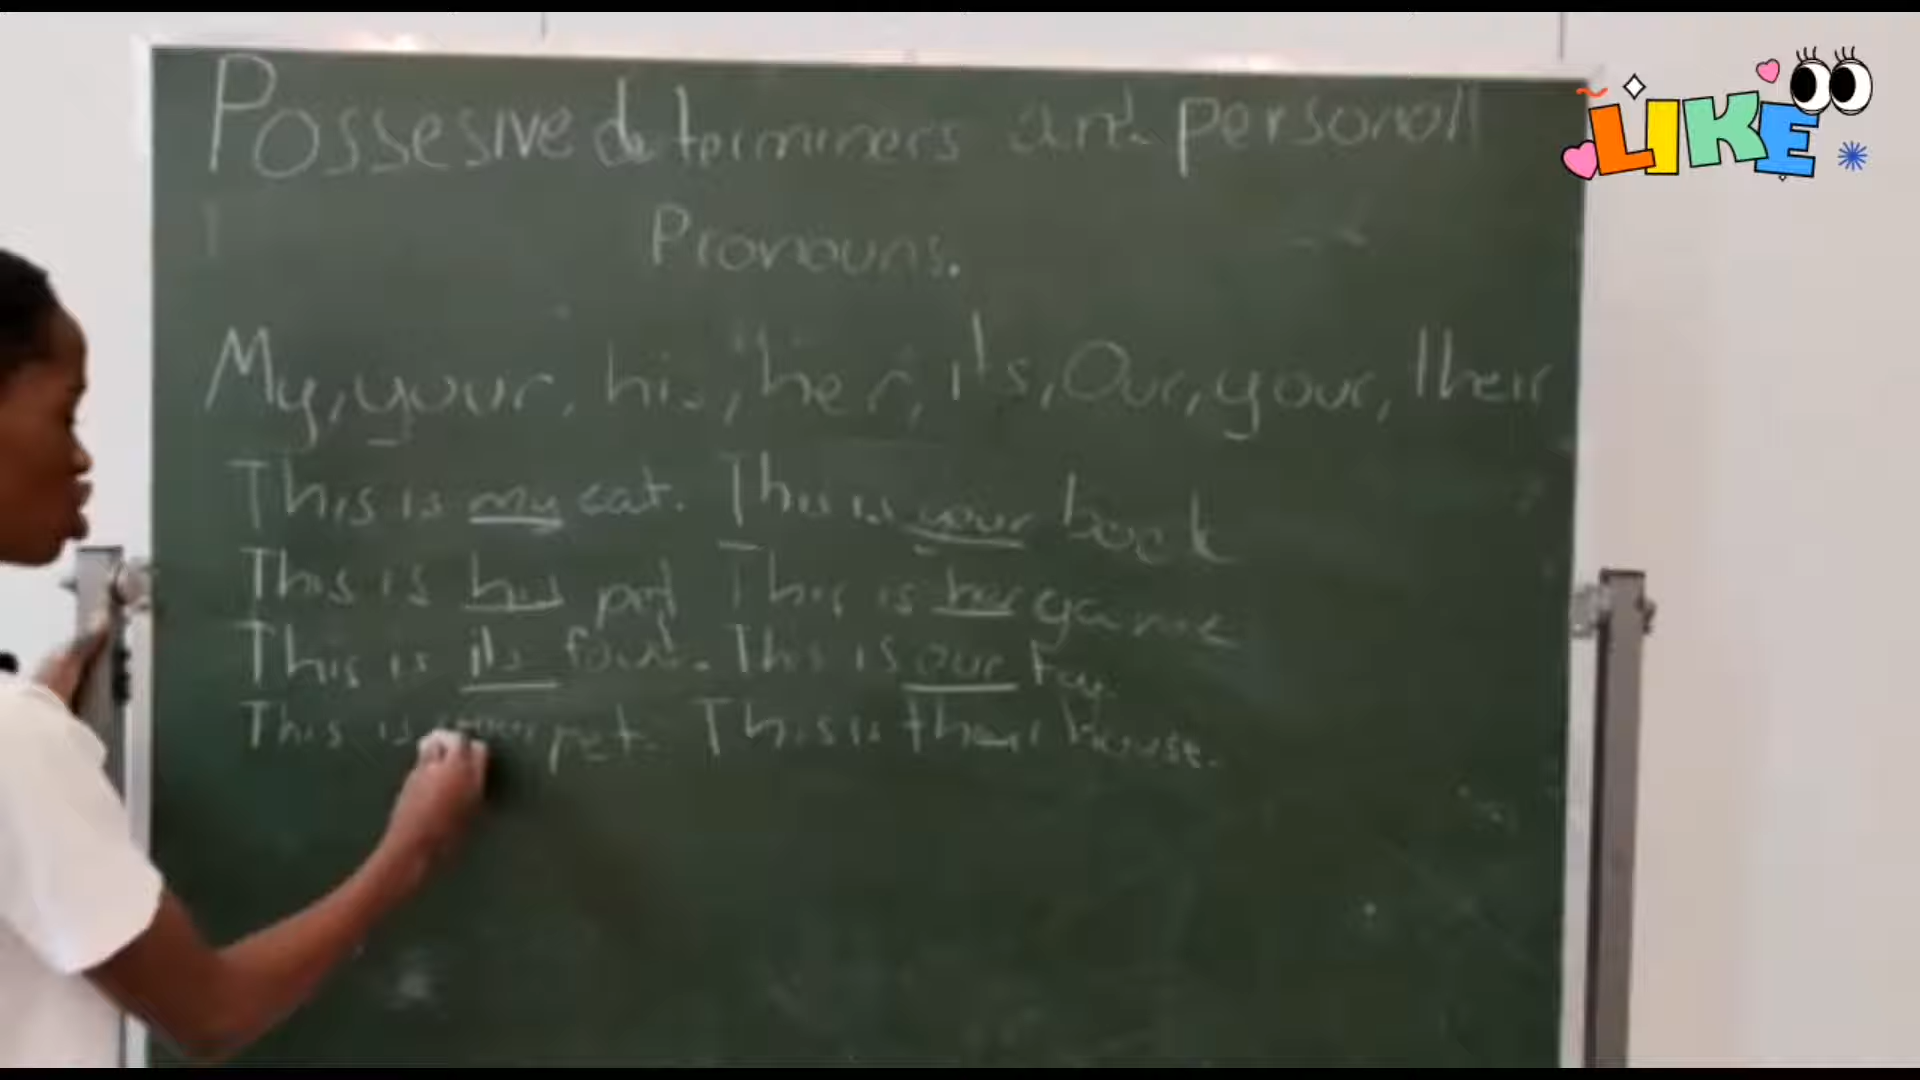 Possesive determiners and personal
Pronouns.
My, your, his, her, its, Our, your, Their
This is my cat. This is your book
This is his pet This is her game
This is its food. This is our
This is pet. This is their house.
LIKE